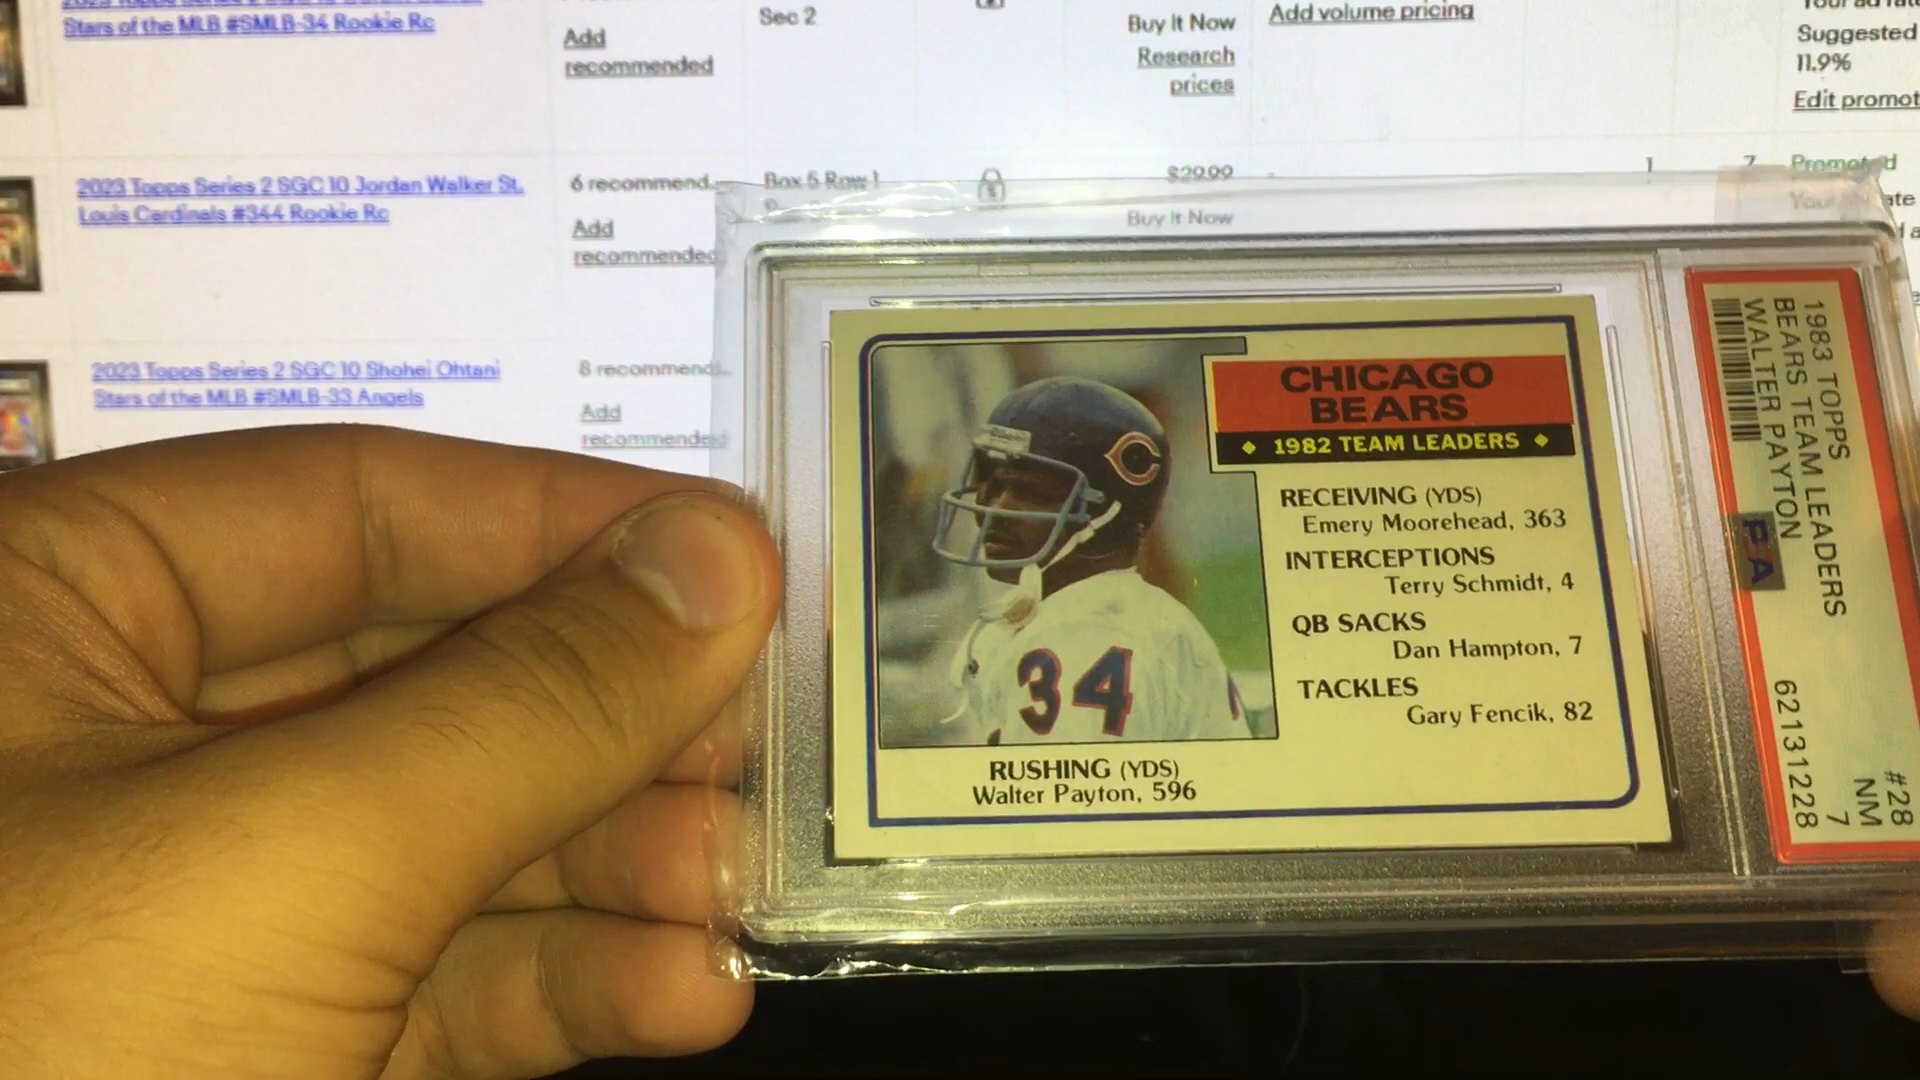 Stars of the MLB #SMLB-34 Rookie Rc
Add
recommended
Sec 2
Buy It Now
Research
prices
Add volume pricing
Suggested
11.9%
Edit promot
2023 Topps Series 2 SGC 10 Jordan Walker St.
Louis Cardinals #344 Rookie Rc
6 recommend...
Add
recommended
Box 5 Row 1
$29.99
Buy It Now
1
7
Promoted
2023 Topps Series 2 SGC 10 Shohei Ohtani
Stars of the MLB #SMLB-33 Angels
8 recommend...
Add
recommended
CHICAGO
BEARS
1982 TEAM LEADERS
RECEIVING (YDS)
Emery Moorehead, 363
INTERCEPTIONS
Terry Schmidt, 4
QB SACKS
Dan Hampton, 7
TACKLES
Gary Fencik, 82
34
RUSHING (YDS)
Walter Payton, 596
1983 TOPPS
BEARS TEAM LEADERS
WALTER PAYTON
PSA
#28
NM
7
62131228